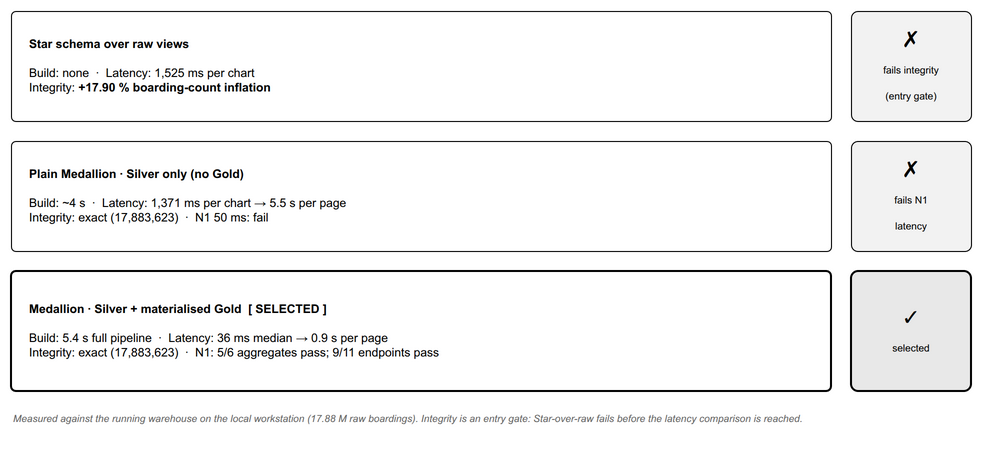 Star schema over raw views
Build: none · Latency: 1,525 ms per chart
Integrity: +17.90 % boarding-count inflation
✗
fails integrity
(entry gate)
Plain Medallion · Silver only (no Gold)
Build: ~4 s · Latency: 1,371 ms per chart → 5.5 s per page
Integrity: exact (17,883,623) · N1 50 ms: fail
✗
fails N1
latency
Medallion · Silver + materialised Gold [ SELECTED ]
Build: 5.4 s full pipeline · Latency: 36 ms median → 0.9 s per page
Integrity: exact (17,883,623) · N1: 5/6 aggregates pass; 9/11 endpoints pass
✓
selected
Measured against the running warehouse on the local workstation (17.88 M raw boardings). Integrity is an entry gate: Star-over-raw fails before the latency comparison is reached.